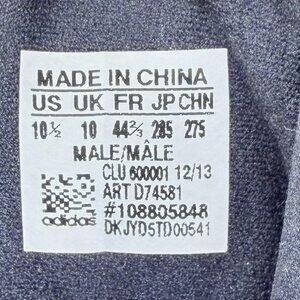 MADE IN CHINA
US UK FR JP CHN
10½ 10 44⅔ 285 275
MALE/MÂLE
CLU 600001 12/13
ART D74581
#108805848
adidas DKJYD5TD00541